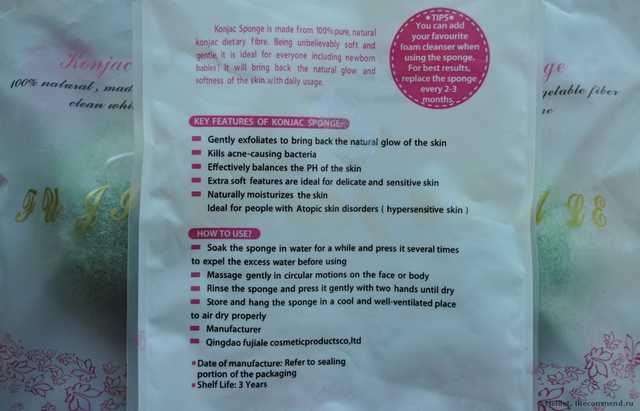 Konjac Sponge is made from 100% pure, natural
konjac dietary fibre. Being unbelievably soft and
gentle, it is ideal for everyone including newborn
babies! It will bring back the natural glow and
softness of the skin with daily usage.
•TIPS•
You can add
your favourite
foam cleanser when
using the sponge.
For best results,
replace the sponge
every 2-3
months.
Konjac
100% natural, mad
clean whi
nge
egetable fiber
ne
KEY FEATURES OF KONJAC SPONGE:
Gently exfoliates to bring back the natural glow of the skin
Kills acne-causing bacteria
Effectively balances the PH of the skin
Extra soft features are ideal for delicate and sensitive skin
Naturally moisturizes the skin
Ideal for people with Atopic skin disorders ( hypersensitive skin )
FU JI
HOW TO USE?
Soak the sponge in water for a while and press it several times
to expel the excess water before using
Massage gently in circular motions on the face or body
Rinse the sponge and press it gently with two hands until dry
Store and hang the sponge in a cool and well-ventilated place
to air dry properly
Manufacturer
Qingdao fujiale cosmeticproductsco,ltd
•Date of manufacture: Refer to sealing
portion of the packaging
•Shelf Life: 3 Years
irecommend.ru